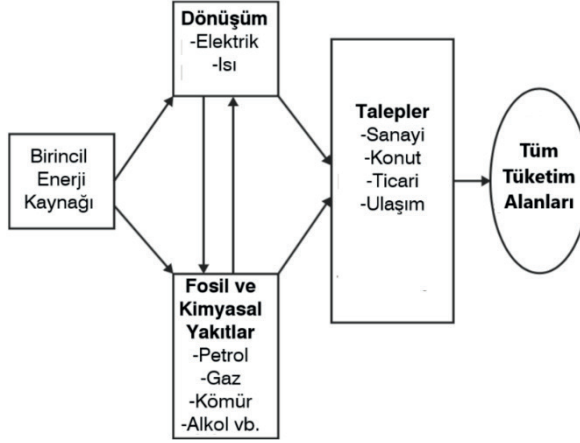 Dönüşüm
-Elektrik
-Isı
Birincil
Enerji
Kaynağı
Fosil ve
Kimyasal
Yakıtlar
-Petrol
-Gaz
-Kömür
-Alkol vb.
Talepler
-Sanayi
-Konut
-Ticari
-Ulaşım
Tüm
Tüketim
Alanları